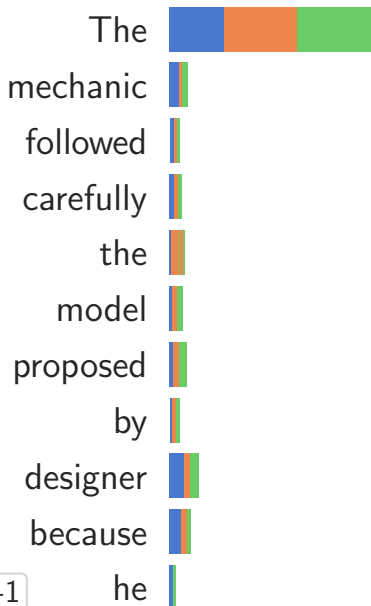 The
mechanic
followed
carefully
the
model
proposed
by
designer
because
he